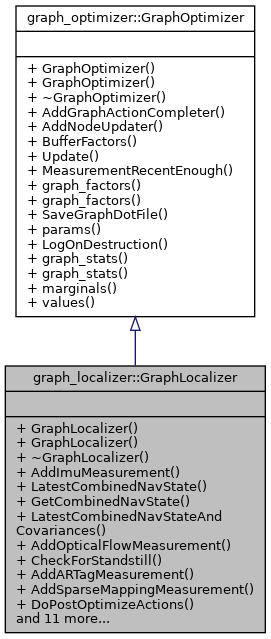 graph_optimizer::GraphOptimizer
+ GraphOptimizer()
+ GraphOptimizer()
+ ~GraphOptimizer()
+ AddGraphActionCompleter()
+ AddNodeUpdater()
+ BufferFactors()
+ Update()
+ MeasurementRecentEnough()
+ graph_factors()
+ graph_factors()
+ SaveGraphDotFile()
+ params()
+ LogOnDestruction()
+ graph_stats()
+ graph_stats()
+ marginals()
+ values()
graph_localizer::GraphLocalizer
+ GraphLocalizer()
+ GraphLocalizer()
+ ~GraphLocalizer()
+ AddImuMeasurement()
+ LatestCombinedNavState()
+ GetCombinedNavState()
+ LatestCombinedNavStateAnd
Covariances()
+ AddOpticalFlowMeasurement()
+ CheckForStandstill()
+ AddARTagMeasurement()
+ AddSparseMappingMeasurement()
+ DoPostOptimizeActions()
and 11 more...